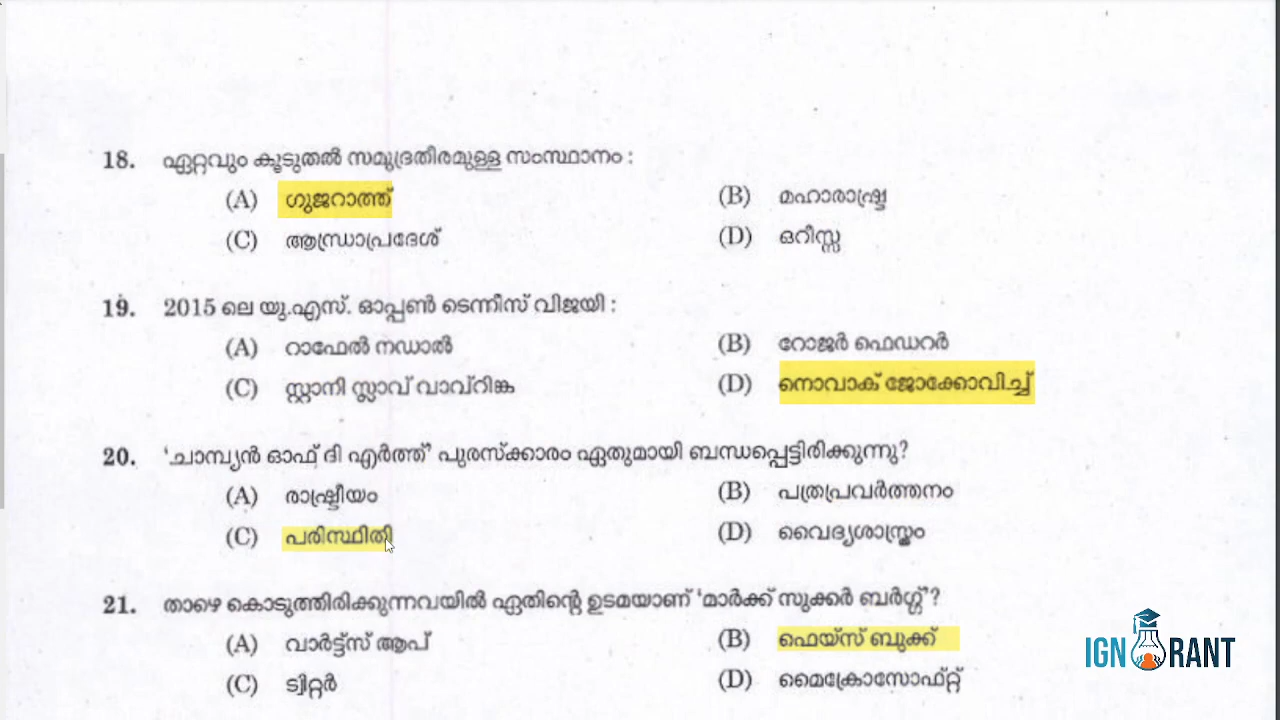 18. ഏറ്റവും കൂടുതൽ സമുദ്രതീരമുള്ള സംസ്ഥാനം :
(A) ഗുജറാത്ത് (B) മഹാരാഷ്ട്ര
(C) ആന്ധ്രാപ്രദേശ് (D) ഒറീസ്സ
19. 2015 ലെ യു.എസ്. ഓപ്പൺ ടെന്നീസ് വിജയി :
(A) റാഫേൽ നഡാൽ (B) റോജർ ഫെഡറർ
(C) സ്റ്റാനി സ്ലാവ് വാവ്റിങ്ക (D) നൊവാക് ജോക്കോവിച്ച്
20. 'ചാമ്പ്യൻ ഓഫ് ദി എർത്ത്' പുരസ്ക്കാരം ഏതുമായി ബന്ധപ്പെട്ടിരിക്കുന്നു?
(A) രാഷ്ട്രീയം (B) പത്രപ്രവർത്തനം
(C) പരിസ്ഥിതി (D) വൈദ്യശാസ്ത്രം
21. താഴെ കൊടുത്തിരിക്കുന്നവയിൽ ഏതിന്റെ ഉടമയാണ് 'മാർക്ക് സുക്കർ ബർഗ്ഗ്'?
(A) വാർട്ട്സ് ആപ് (B) ഫെയ്സ് ബുക്ക്
(C) ട്വിറ്റർ (D) മൈക്രോസോഫ്റ്റ്
IGNORANT